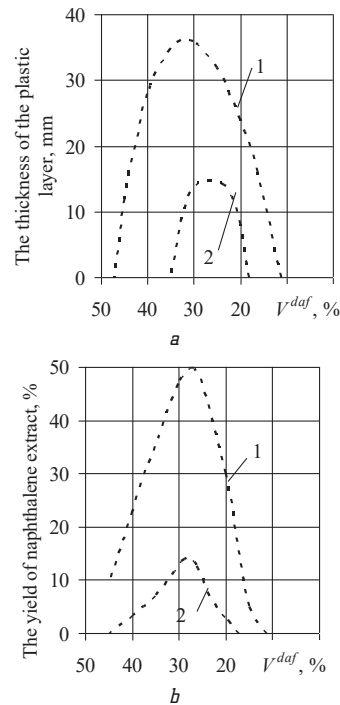 The thickness of the plastic
layer, mm
40
30
20
10
0
1
2
50 40 30 20 V^daf, %
a
The yield of naphthalene extract, %
50
40
30
20
10
0
1
2
50 40 30 20 V^daf, %
b